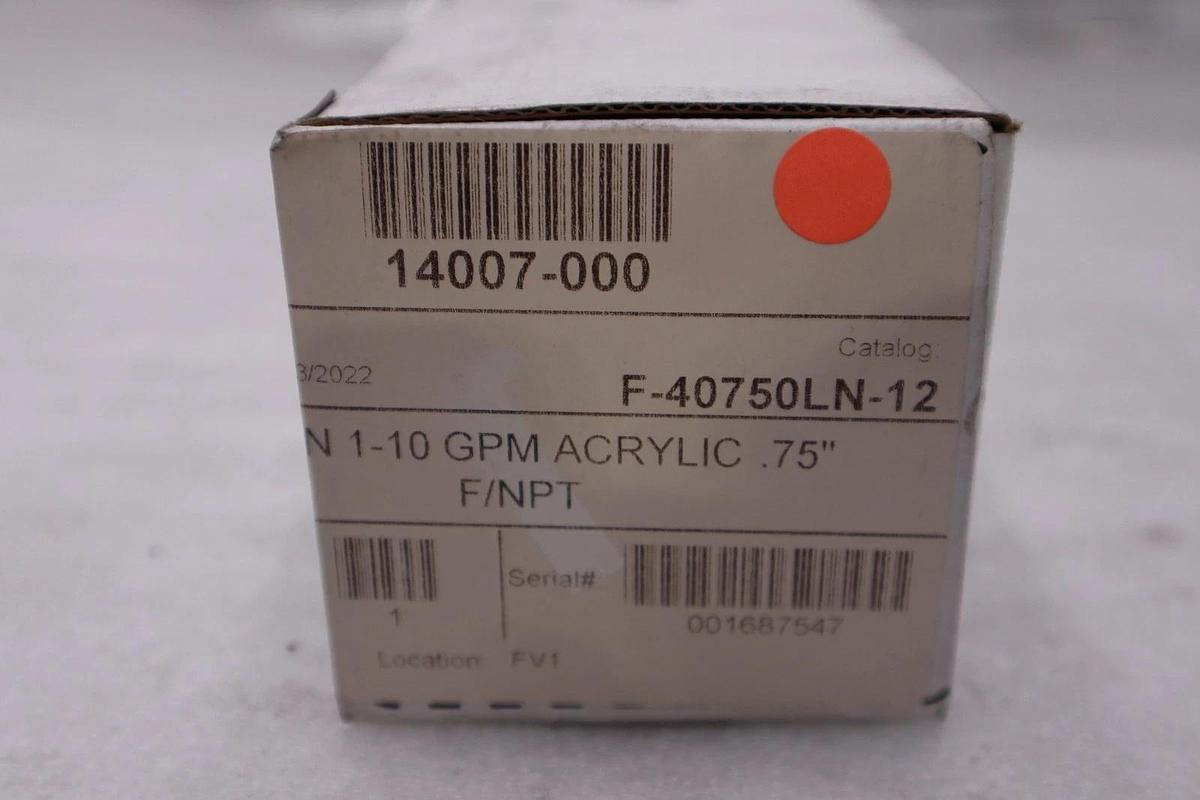 14007-000
Catalog:
3/2022
F-40750LN-12
N 1-10 GPM ACRYLIC .75"
F/NPT
Serial#
1
001687547
Location: FV1